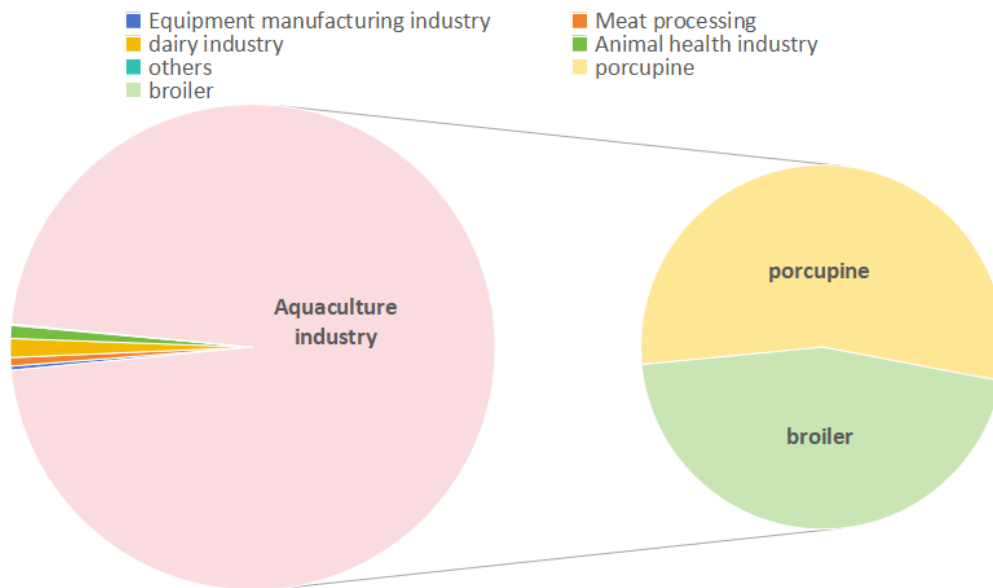 Equipment manufacturing industry
Meat processing
dairy industry
Animal health industry
others
porcupine
broiler
Aquaculture
industry
porcupine
broiler